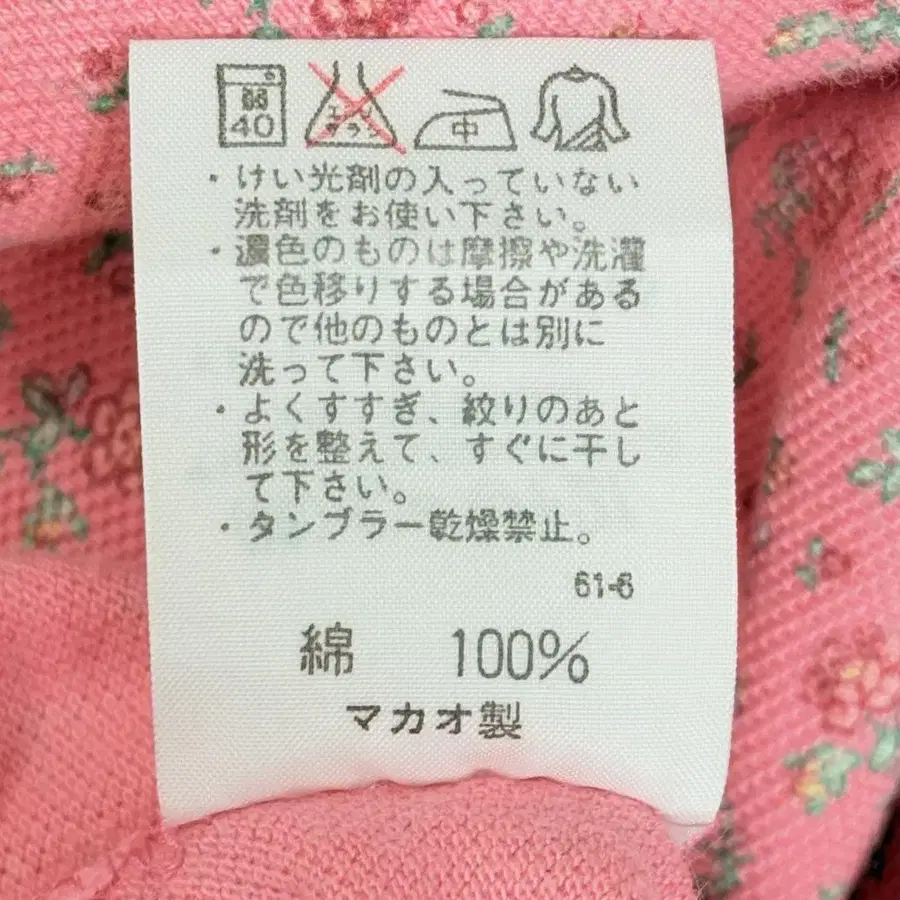 弱 40 エンソサラシ 中
・けい光剤の入っていない
洗剤をお使い下さい。
・濃色のものは摩擦や洗濯
で色移りする場合がある
ので他のものとは別に
洗って下さい。
・よくすすぎ、絞りのあと
形を整えて、すぐに干し
て下さい。
・タンブラー乾燥禁止。
61-6
綿 100%
マカオ製